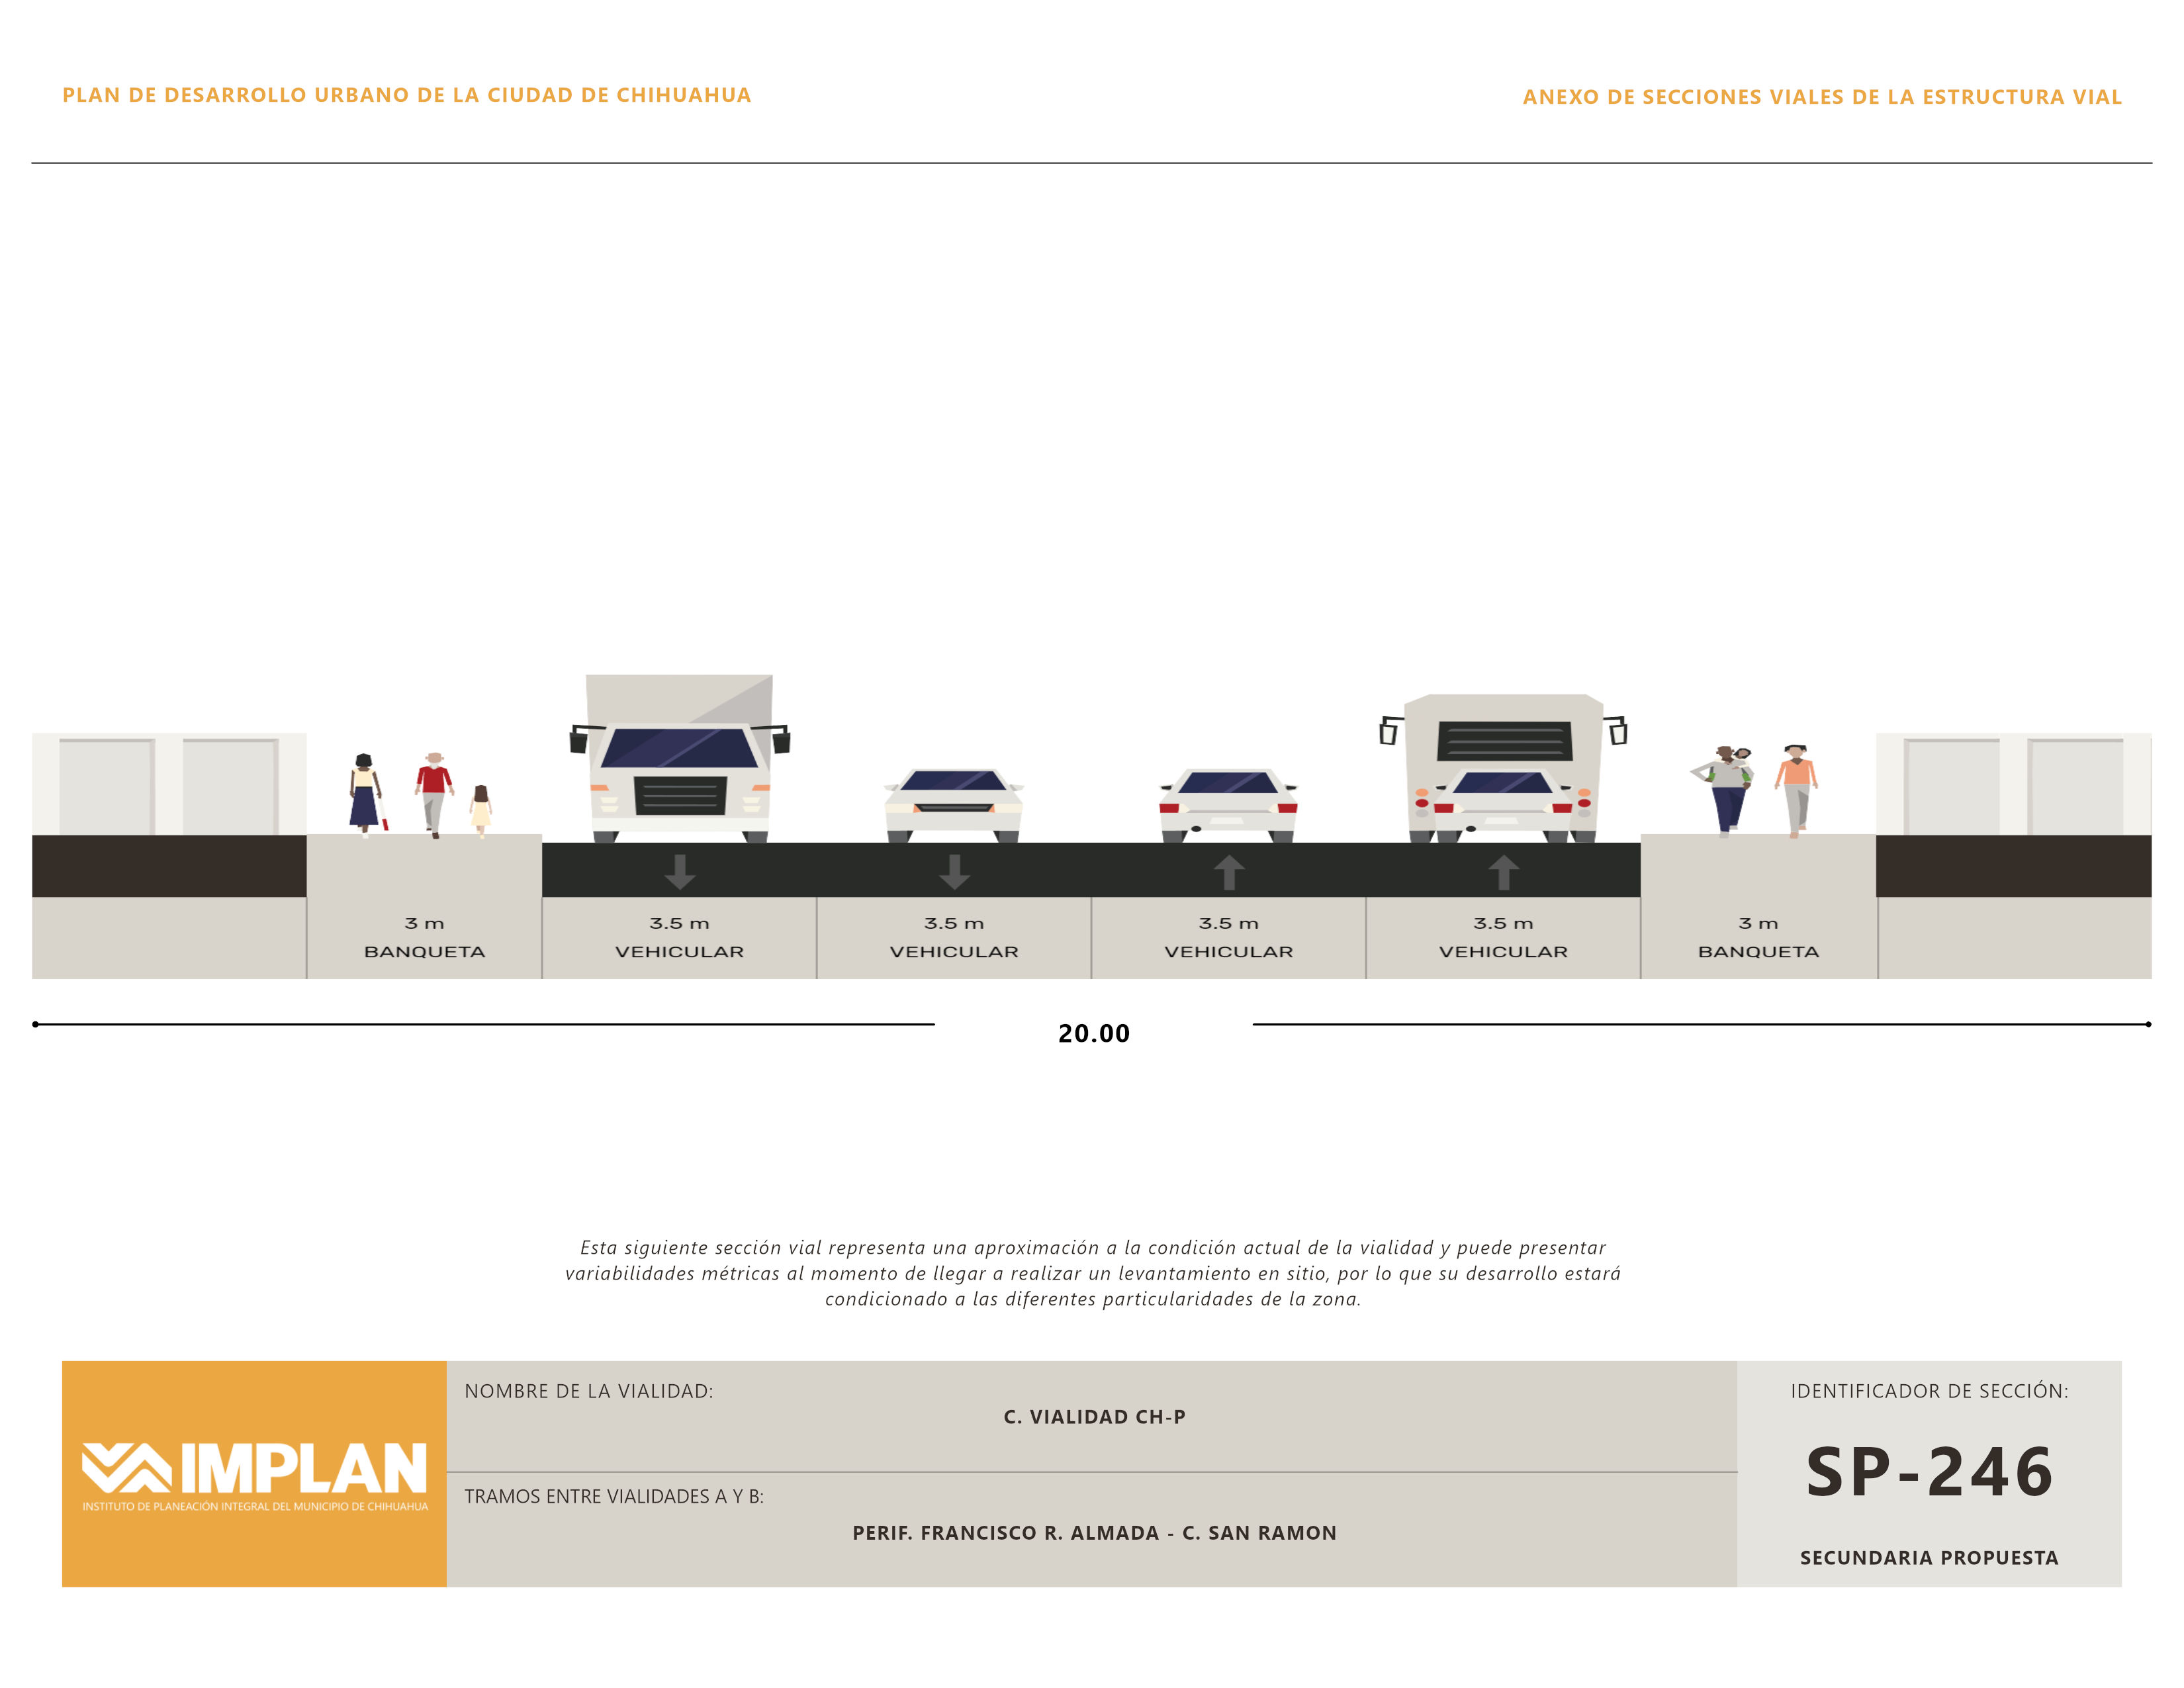 PLAN DE DESARROLLO URBANO DE LA CIUDAD DE CHIHUAHUA
ANEXO DE SECCIONES VIALES DE LA ESTRUCTURA VIAL
3 m
BANQUETA
3.5 m
VEHICULAR
3.5 m
VEHICULAR
3.5 m
VEHICULAR
3.5 m
VEHICULAR
3 m
BANQUETA
20.00
Esta siguiente sección vial representa una aproximación a la condición actual de la vialidad y puede presentar
variabilidades métricas al momento de llegar a realizar un levantamiento en sitio, por lo que su desarrollo estará
condicionado a las diferentes particularidades de la zona.
IMPLAN
INSTITUTO DE PLANEACIÓN INTEGRAL DEL MUNICIPIO DE CHIHUAHUA
NOMBRE DE LA VIALIDAD:
C. VIALIDAD CH-P
TRAMOS ENTRE VIALIDADES A Y B:
PERIF. FRANCISCO R. ALMADA - C. SAN RAMON
IDENTIFICADOR DE SECCIÓN:
SP-246
SECUNDARIA PROPUESTA